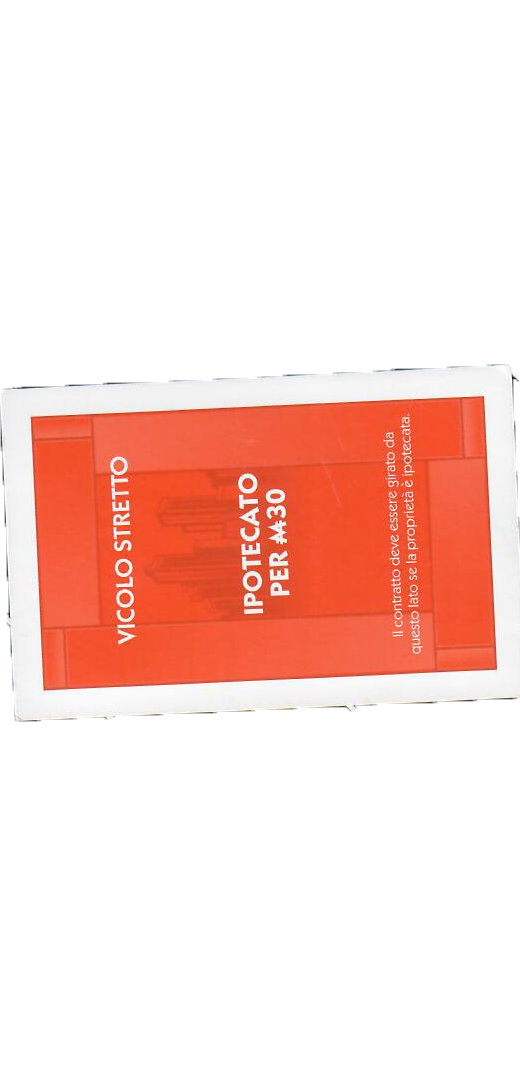 VICOLO STRETTO
IPOTECATO
PER ₩30
Il contratto deve essere girato da
questo lato se la proprietà è ipotecata.